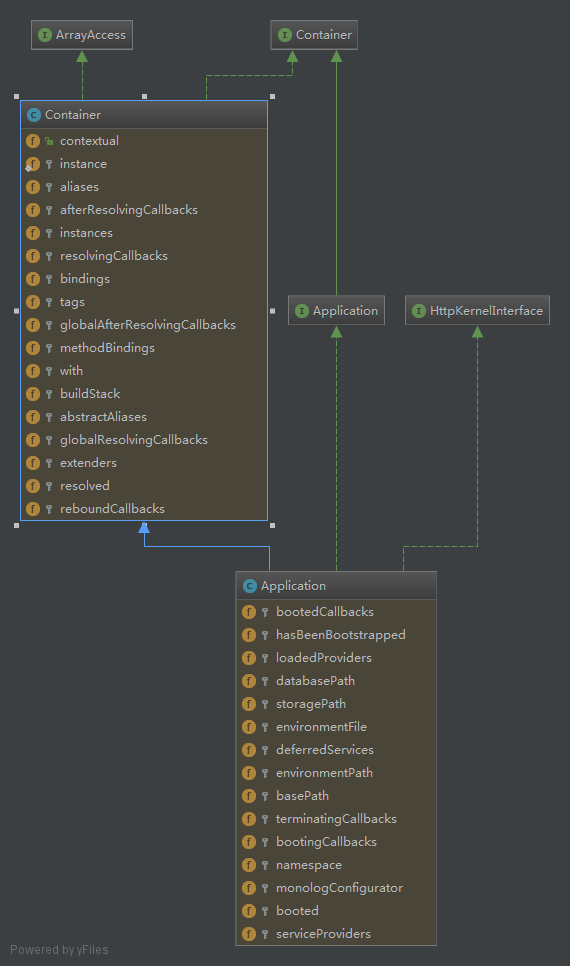 I ArrayAccess
I Container
C Container
f contextual
f instance
f aliases
f afterResolvingCallbacks
f instances
f resolvingCallbacks
f bindings
f tags
f globalAfterResolvingCallbacks
f methodBindings
f with
f buildStack
f abstractAliases
f globalResolvingCallbacks
f extenders
f resolved
f reboundCallbacks
I Application
I HttpKernelInterface
C Application
f bootedCallbacks
f hasBeenBootstrapped
f loadedProviders
f databasePath
f storagePath
f environmentFile
f deferredServices
f environmentPath
f basePath
f terminatingCallbacks
f bootingCallbacks
f namespace
f monologConfigurator
f booted
f serviceProviders
Powered by yFiles